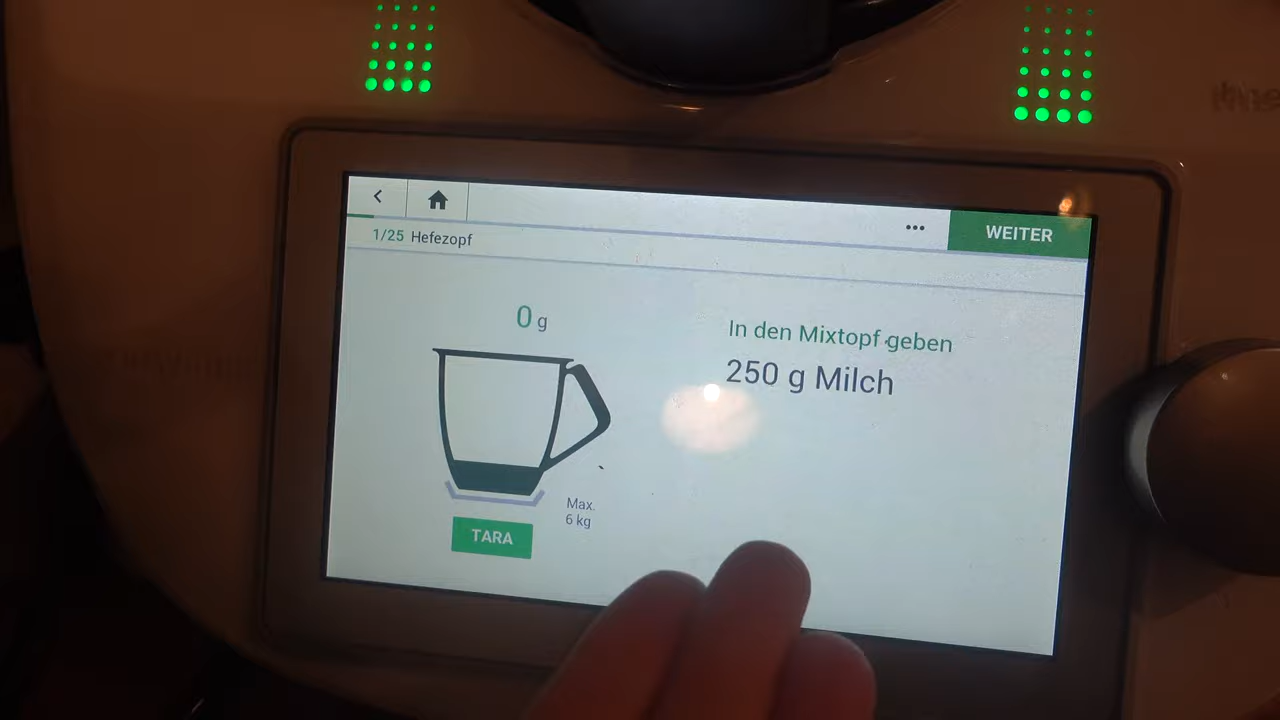 WEITER
1/25 Hefezopf
0 g
In den Mixtopf geben
250 g Milch
Max.
6 kg
TARA